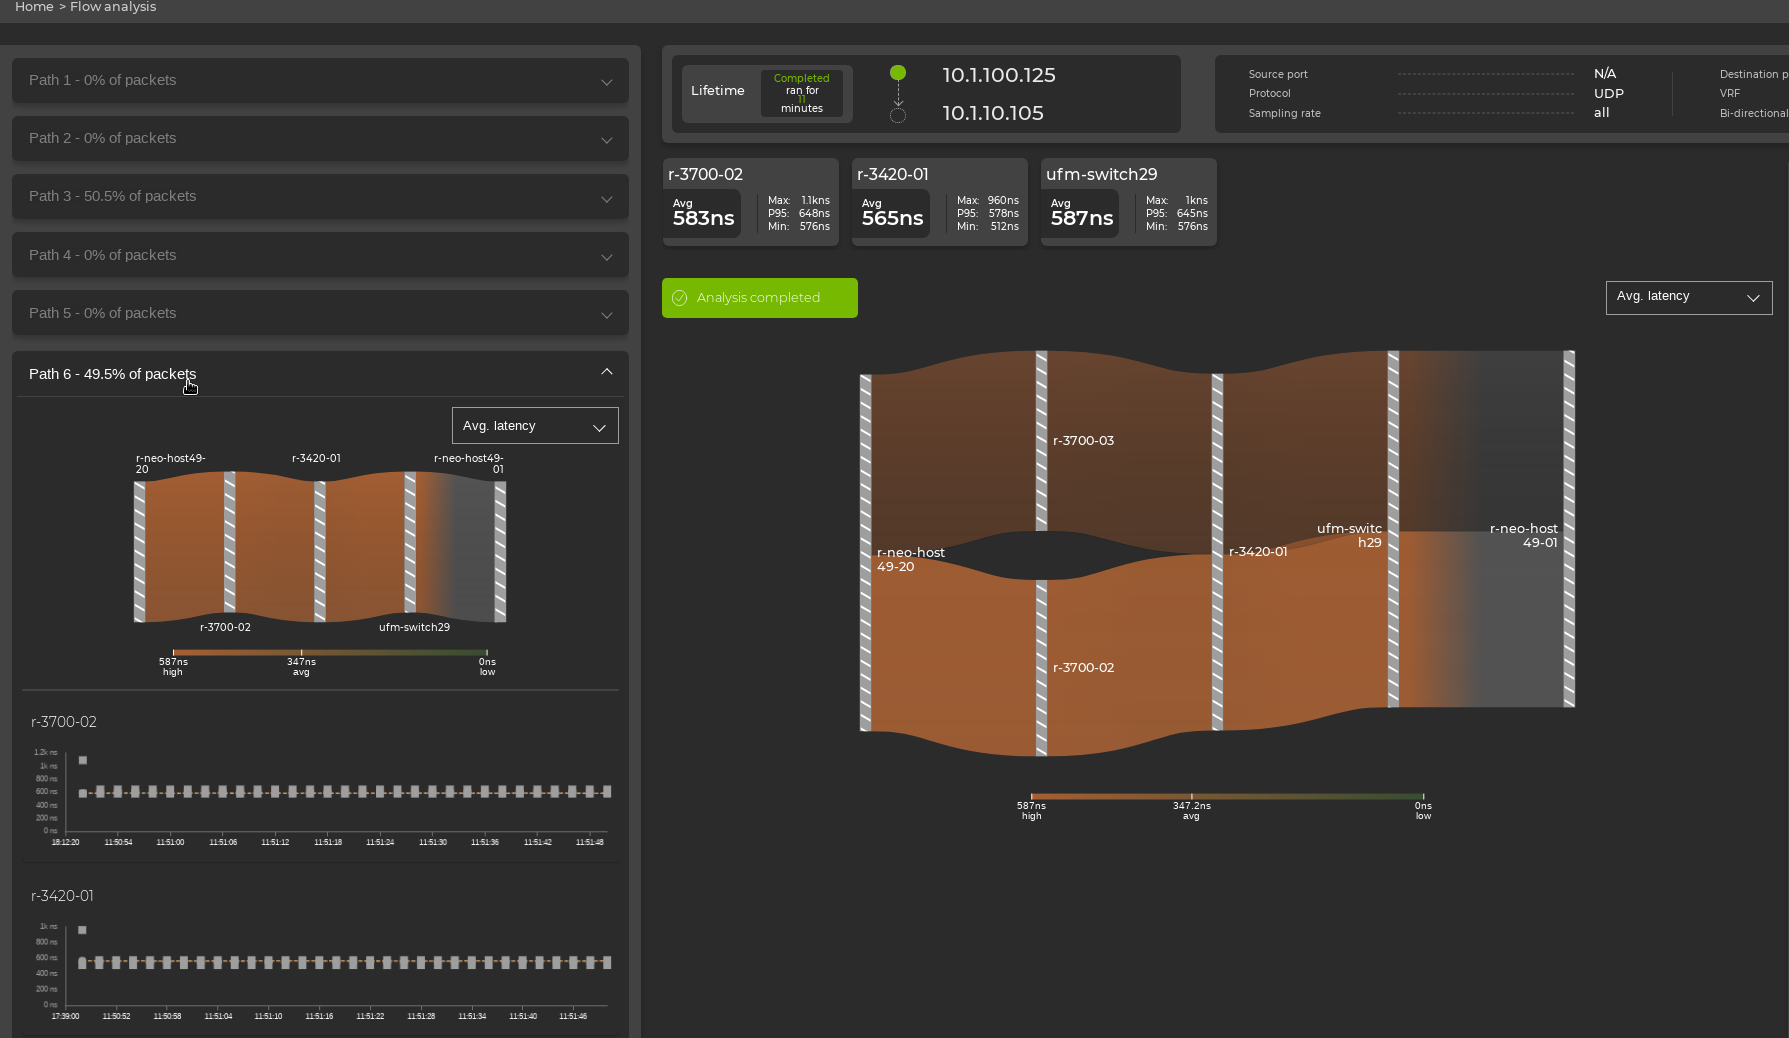 Home > Flow analysis
Path 1 - 0% of packets
Path 2 - 0% of packets
Path 3 - 50.5% of packets
Path 4 - 0% of packets
Path 5 - 0% of packets
Path 6 - 49.5% of packets
Avg. latency
r-neo-host49-
20
r-3420-01
r-neo-host49-
01
r-3700-02
ufm-switch29
587ns
high
347ns
avg
0ns
low
r-3700-02
1.2k ns
1k ns
800 ns
600 ns
400 ns
200 ns
0 ns
18:12:20 11:50:54 11:51:00 11:51:06 11:51:12 11:51:18 11:51:24 11:51:30 11:51:36 11:51:42 11:51:48
r-3420-01
1k ns
800 ns
600 ns
400 ns
200 ns
0 ns
17:39:00 11:50:52 11:50:58 11:51:04 11:51:10 11:51:16 11:51:22 11:51:28 11:51:34 11:51:40 11:51:46
Lifetime
Completed
ran for
11
minutes
10.1.100.125
10.1.10.105
Source port N/A
Protocol UDP
Sampling rate all
Destination p
VRF
Bi-directional
r-3700-02
Avg
583ns
Max: 1.1kns
P95: 648ns
Min: 576ns
r-3420-01
Avg
565ns
Max: 960ns
P95: 578ns
Min: 512ns
ufm-switch29
Avg
587ns
Max: 1kns
P95: 645ns
Min: 576ns
Analysis completed
Avg. latency
r-3700-03
r-neo-host
49-20
r-3420-01
ufm-switc
h29
r-neo-host
49-01
r-3700-02
587ns
high
347.2ns
avg
0ns
low